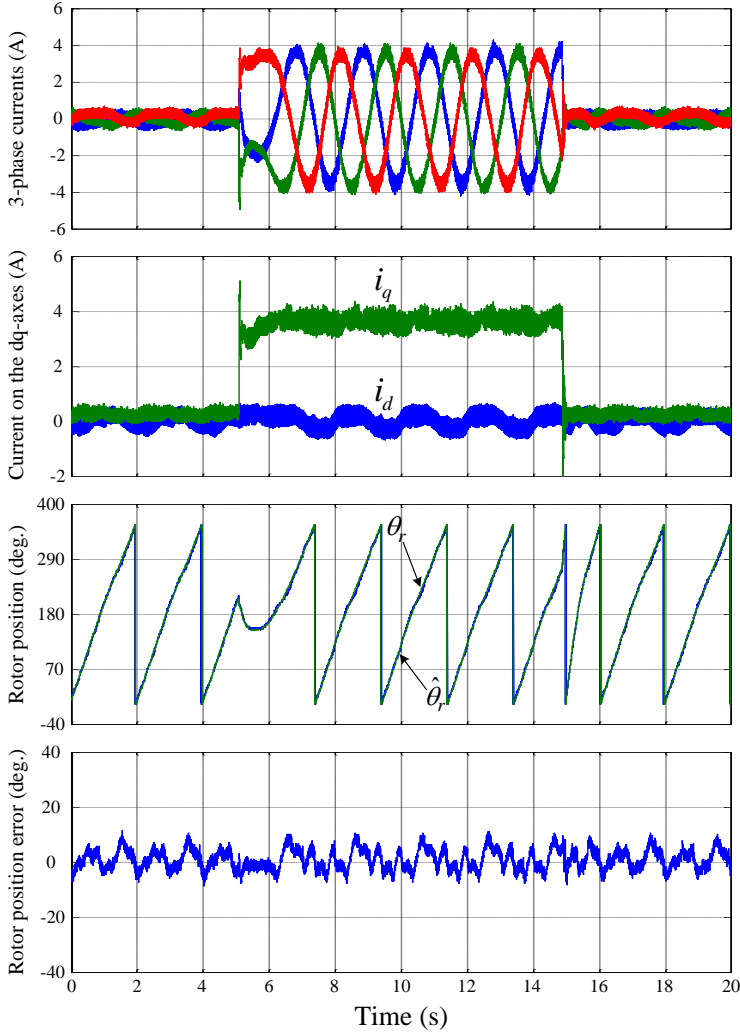 3-phase currents (A)
6
4
2
0
-2
-4
-6
Current on the dq-axes (A)
6
4
2
0
-2
i_q
i_d
Rotor position (deg.)
400
290
180
70
-40
θ_r
θ̂_r
Rotor position error (deg.)
40
20
0
-20
-40
0 2 4 6 8 10 12 14 16 18 20
Time (s)